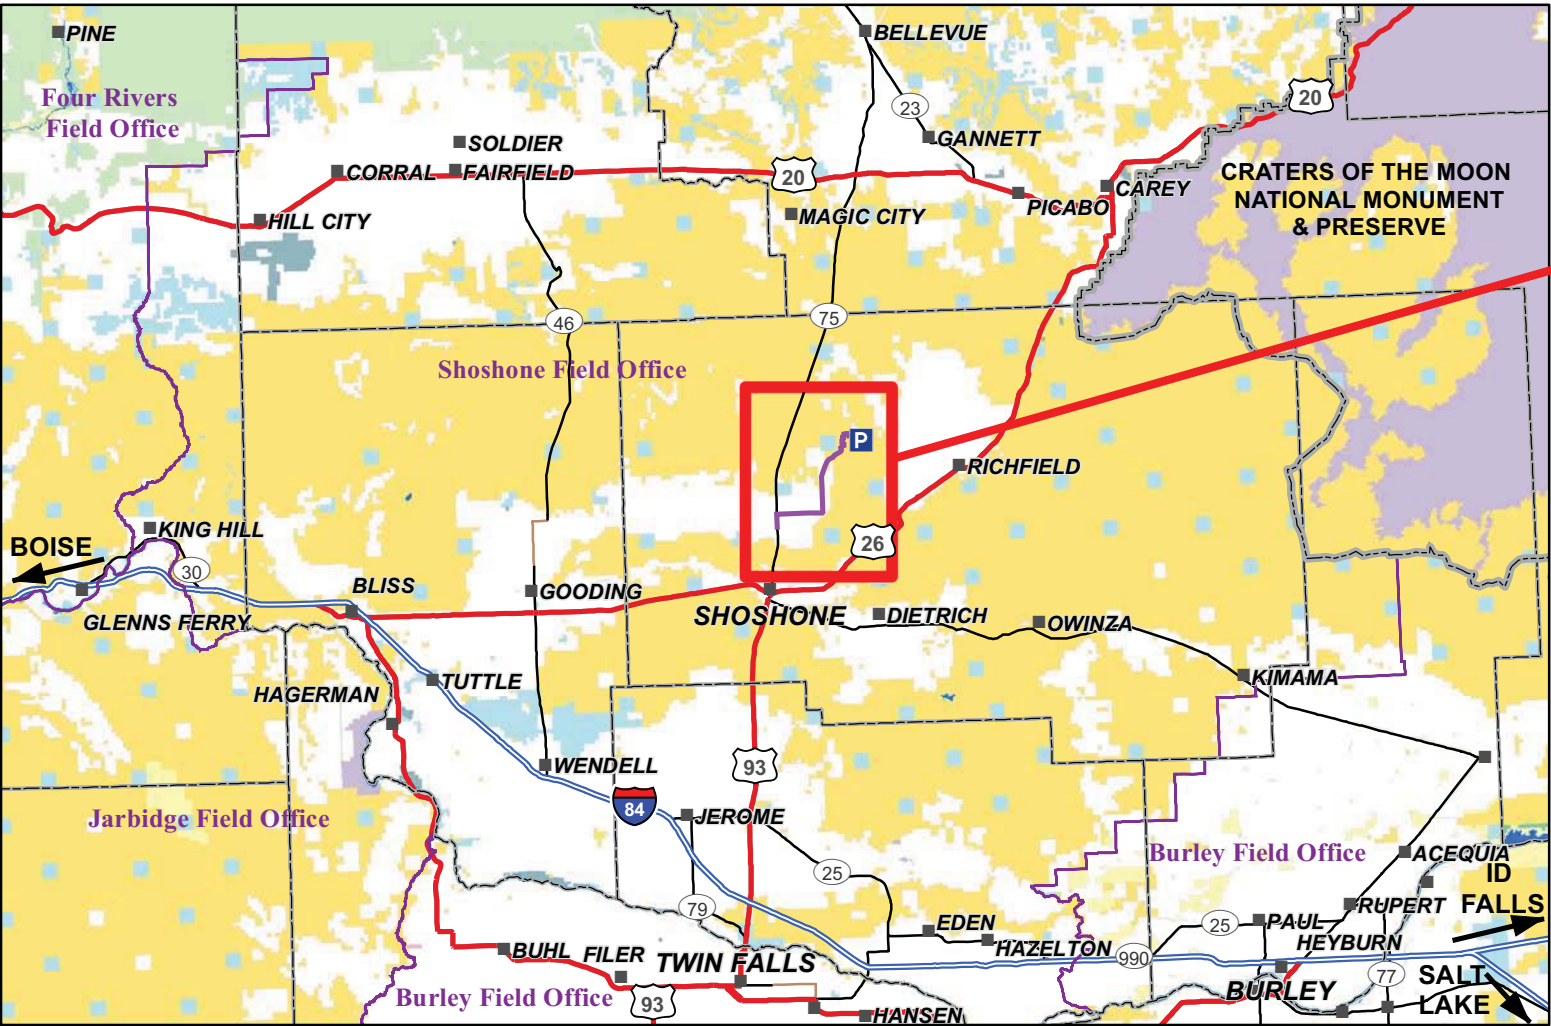 PINE
BELLEVUE
Four Rivers
Field Office
20
23
SOLDIER
GANNETT
CORRAL
FAIRFIELD
20
CAREY
CRATERS OF THE MOON
NATIONAL MONUMENT
& PRESERVE
HILL CITY
MAGIC CITY
PICABO
46
75
Shoshone Field Office
P
RICHFIELD
KING HILL
BOISE
30
26
BLISS
GOODING
GLENNS FERRY
SHOSHONE
DIETRICH
OWINZA
HAGERMAN
TUTTLE
KIMAMA
WENDELL
93
84
JEROME
Jarbidge Field Office
Burley Field Office
ACEQUIA
25
ID
FALLS
79
RUPERT
EDEN
25
PAUL
BUHL
FILER
TWIN FALLS
HAZELTON
990
HEYBURN
77
SALT
LAKE
Burley Field Office
93
BURLEY
HANSEN